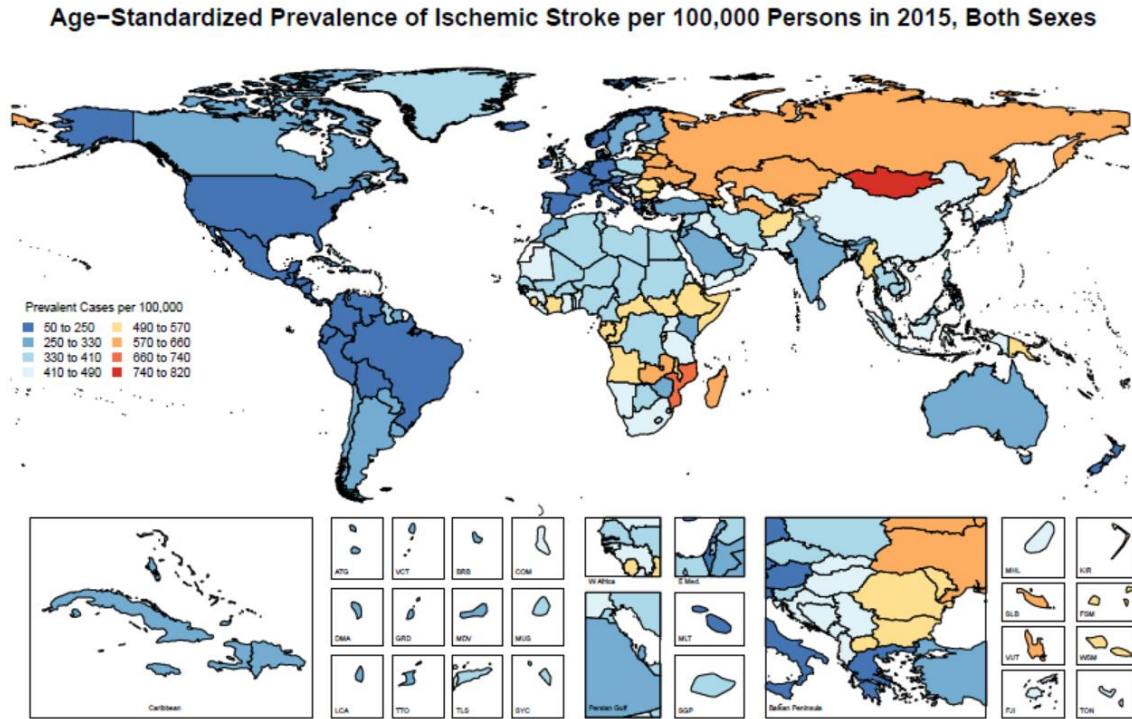 Age−Standardized Prevalence of Ischemic Stroke per 100,000 Persons in 2015, Both Sexes
Prevalent Cases per 100,000
50 to 250
250 to 330
330 to 410
410 to 490
490 to 570
570 to 660
660 to 740
740 to 820
Caribbean
ATG
VCT
BRB
COM
DMA
GRD
MDV
MUS
LCA
TTO
TLS
SYC
W Africa
E Med.
Persian Gulf
MLT
SGP
Balkan Peninsula
MHL
KIR
SLB
FSM
VUT
WSM
FJI
TON